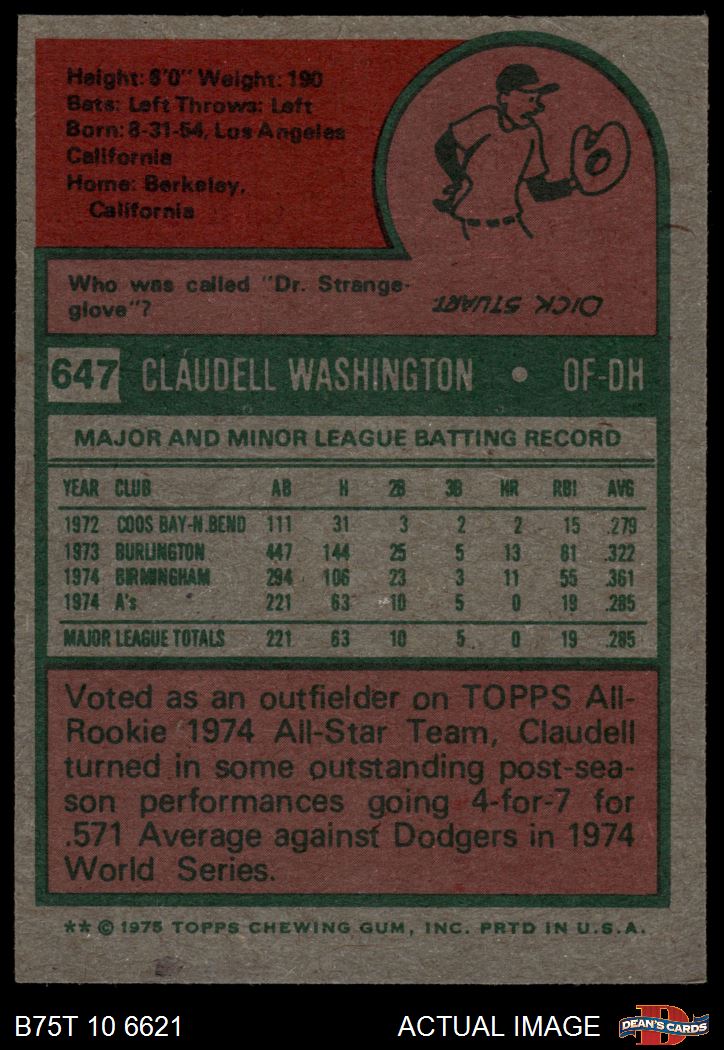 Height: 6'0" Weight: 190
Bats: Left Throws: Left
Born: 8-31-54, Los Angeles
California
Home: Berkeley,
California
Who was called "Dr. Strange-
glove"?
DICK STUART
647 CLAUDELL WASHINGTON • OF-DH
MAJOR AND MINOR LEAGUE BATTING RECORD
YEAR CLUB AB H 2B 3B HR RBI AVG
1972 COOS BAY-N.BEND 111 31 3 2 2 15 .279
1973 BURLINGTON 447 144 25 5 13 81 .322
1974 BIRMINGHAM 294 106 23 3 11 55 .361
1974 A's 221 63 10 5 0 19 .285
MAJOR LEAGUE TOTALS 221 63 10 5 0 19 .285
Voted as an outfielder on TOPPS All-
Rookie 1974 All-Star Team, Claudell
turned in some outstanding post-sea-
son performances going 4-for-7 for
.571 Average against Dodgers in 1974
World Series.
** © 1975 TOPPS CHEWING GUM, INC. PRTD IN U.S.A.
B75T 10 6621 ACTUAL IMAGE DEAN'S CARDS